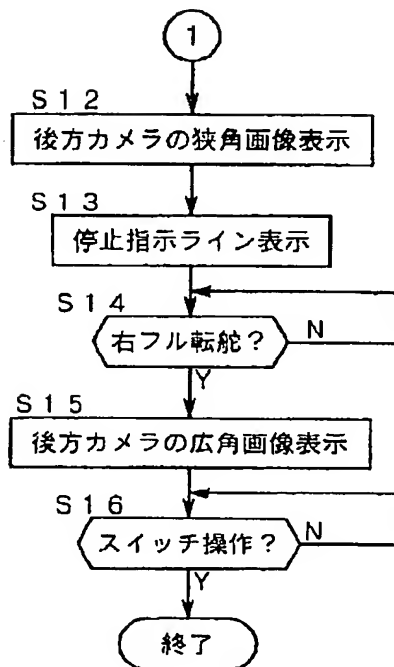 1
S12
後方カメラの狭角画像表示
S13
停止指示ライン表示
S14
右フル転舵？
N
Y
S15
後方カメラの広角画像表示
S16
スイッチ操作？
N
Y
終了